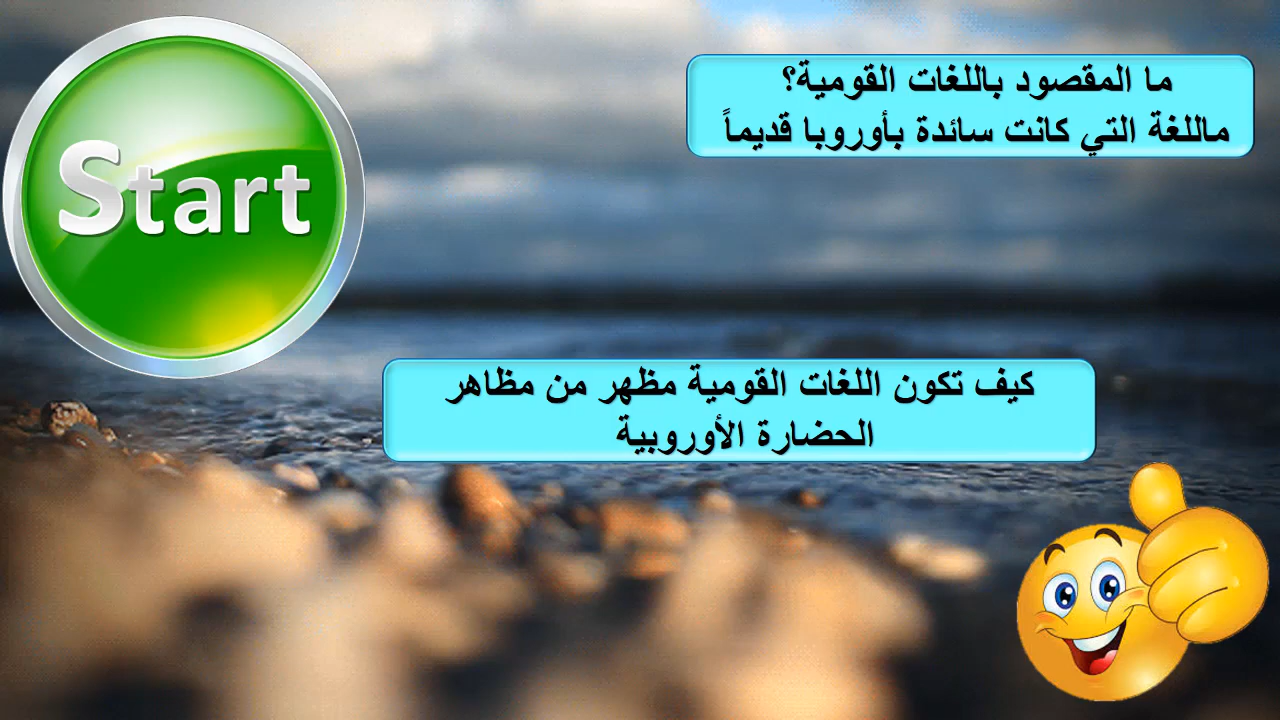 Start
ما المقصود باللغات القومية؟
ماللغة التي كانت سائدة بأوروبا قديماً
كيف تكون اللغات القومية مظهر من مظاهر
الحضارة الأوروبية